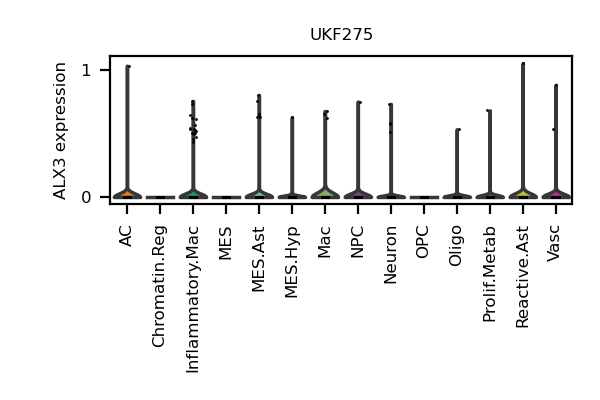 UKF275
ALX3 expression
1
0
AC
Chromatin.Reg
Inflammatory.Mac
MES
MES.Ast
MES.Hyp
Mac
NPC
Neuron
OPC
Oligo
Prolif.Metab
Reactive.Ast
Vasc